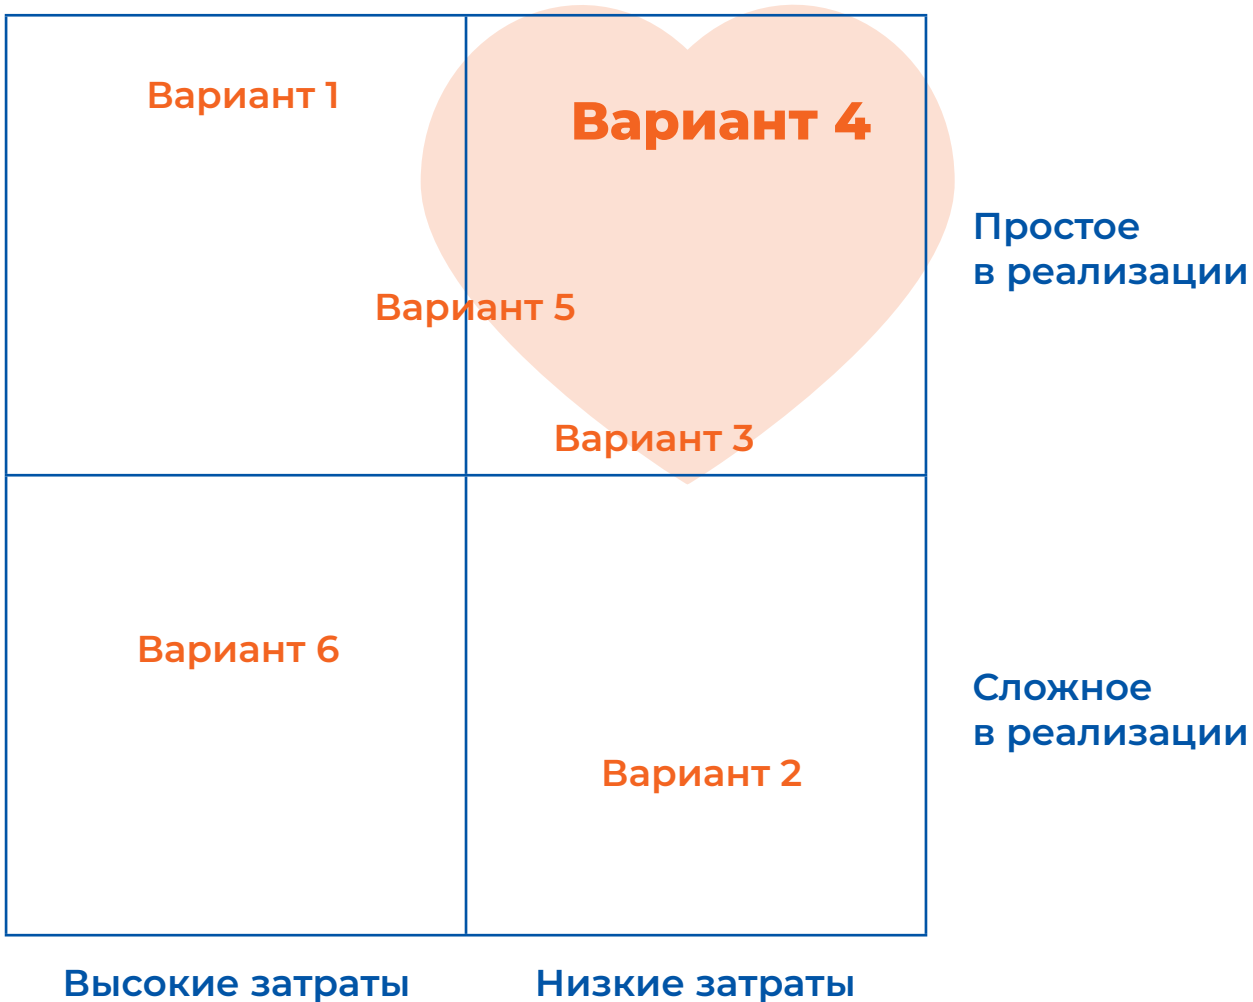 Вариант 1
Вариант 4
Простое
в реализации
Вариант 5
Вариант 3
Вариант 6
Сложное
в реализации
Вариант 2
Высокие затраты
Низкие затраты